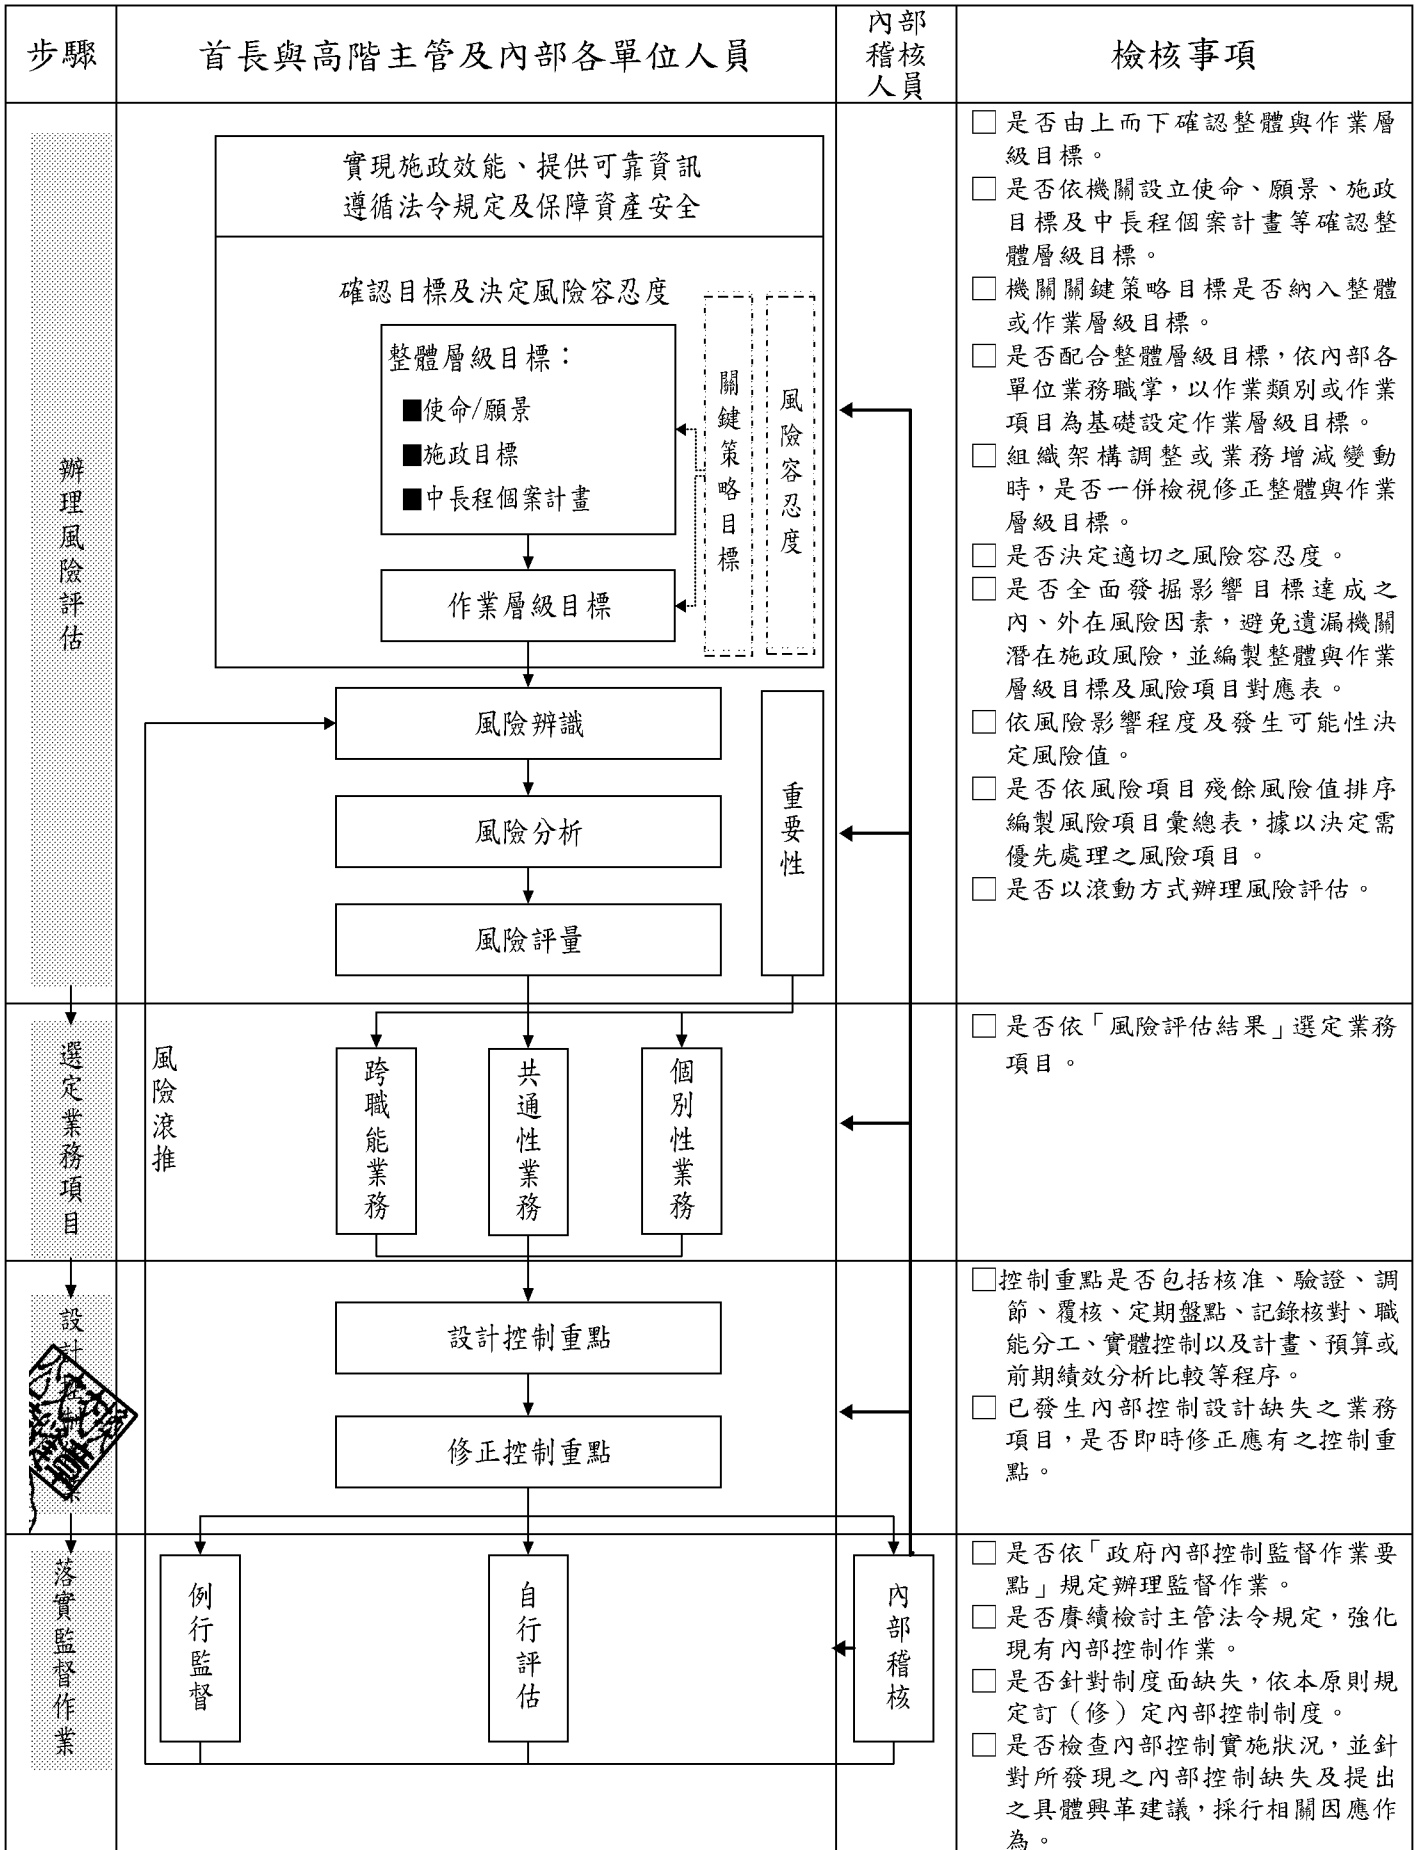 步驟
首長與高階主管及內部各單位人員
內部
稽核
人員
檢核事項
辦理風險評估
實現施政效能、提供可靠資訊
遵循法令規定及保障資產安全
確認目標及決定風險容忍度
整體層級目標：
■使命/願景
■施政目標
■中長程個案計畫
作業層級目標
關鍵策略目標
風險容忍度
風險辨識
風險分析
風險評量
重要性
□是否由上而下確認整體與作業層
級目標。
□是否依機關設立使命、願景、施政
目標及中長程個案計畫等確認整
體層級目標。
□機關關鍵策略目標是否納入整體
或作業層級目標。
□是否配合整體層級目標，依內部各
單位業務職掌，以作業類別或作業
項目為基礎設定作業層級目標。
□組織架構調整或業務增減變動
時，是否一併檢視修正整體與作業
層級目標。
□是否決定適切之風險容忍度。
□是否全面發掘影響目標達成之
內、外在風險因素，避免遺漏機關
潛在施政風險，並編製整體與作業
層級目標及風險項目對應表。
□依風險影響程度及發生可能性決
定風險值。
□是否依風險項目殘餘風險值排序
編製風險項目彙總表，據以決定需
優先處理之風險項目。
□是否以滾動方式辦理風險評估。
選定業務項目
風險滾推
跨職能業務
共通性業務
個別性業務
□是否依「風險評估結果」選定業務
項目。
設計控制
設計控制重點
修正控制重點
□控制重點是否包括核准、驗證、調
節、覆核、定期盤點、記錄核對、職
能分工、實體控制以及計畫、預算或
前期績效分析比較等程序。
□已發生內部控制設計缺失之業務
項目，是否即時修正應有之控制重
點。
落實監督作業
例行監督
自行評估
內部稽核
□是否依「政府內部控制監督作業要
點」規定辦理監督作業。
□是否賡續檢討主管法令規定，強化
現有內部控制作業。
□是否針對制度面缺失，依本原則規
定訂（修）定內部控制制度。
□是否檢查內部控制實施狀況，並針
對所發現之內部控制缺失及提出
之具體興革建議，採行相關因應作
為。